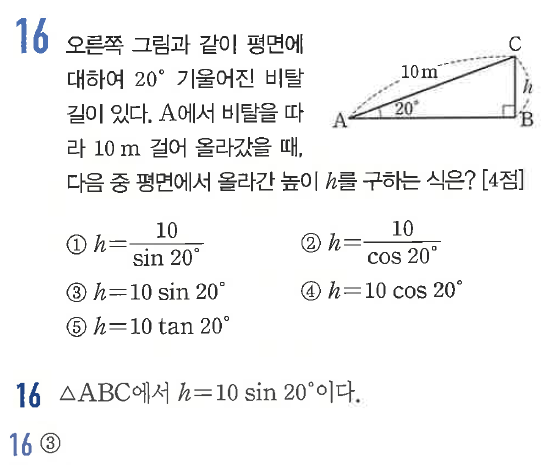 16 오른쪽 그림과 같이 평면에
대하여 20° 기울어진 비탈
길이 있다. A에서 비탈을 따
라 10 m 걸어 올라갔을 때,
다음 중 평면에서 올라간 높이 h를 구하는 식은? [4점]
C
10 m
h
A
20°
B
① h=10/sin 20° ② h=10/cos 20°
③ h=10 sin 20° ④ h=10 cos 20°
⑤ h=10 tan 20°
16 △ABC에서 h=10 sin 20°이다.
16 ③